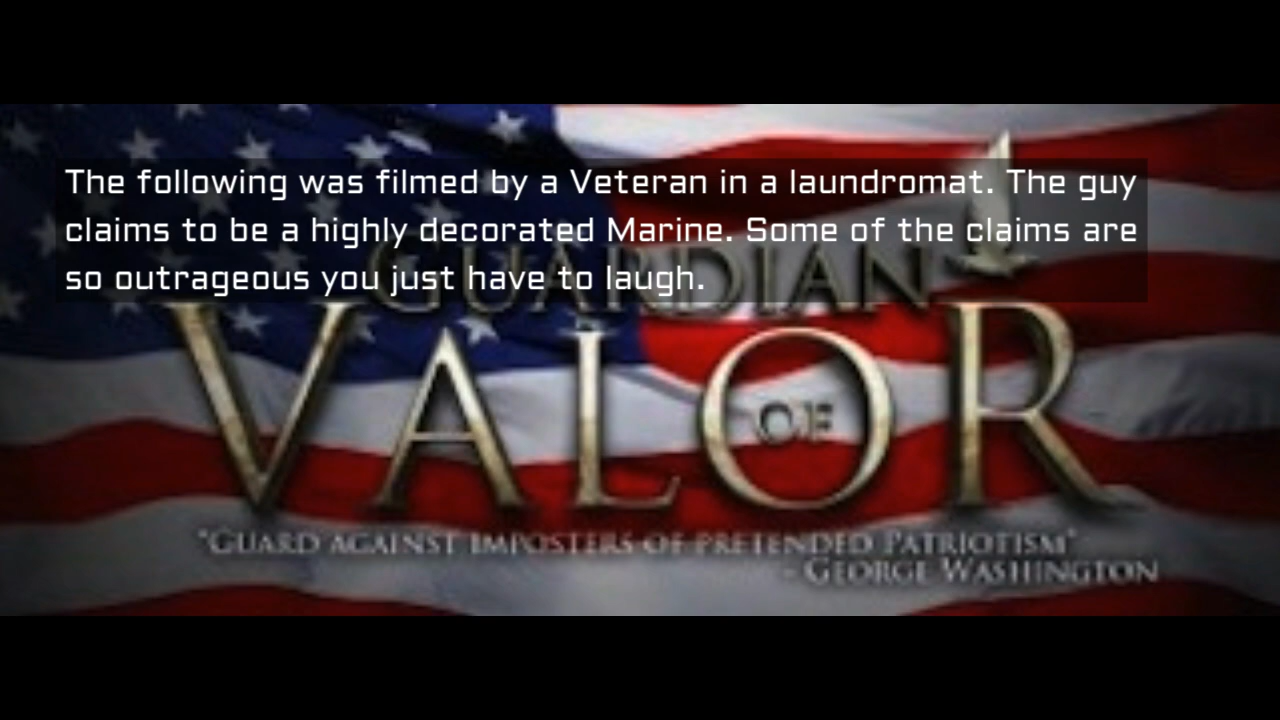 The following was filmed by a Veteran in a laundromat. The guy
claims to be a highly decorated Marine. Some of the claims are
so outrageous you just have to laugh.
GUARDIAN
OF
VALOR
"GUARD AGAINST IMPOSTERS OF PRETENDED PATRIOTISM"
- GEORGE WASHINGTON